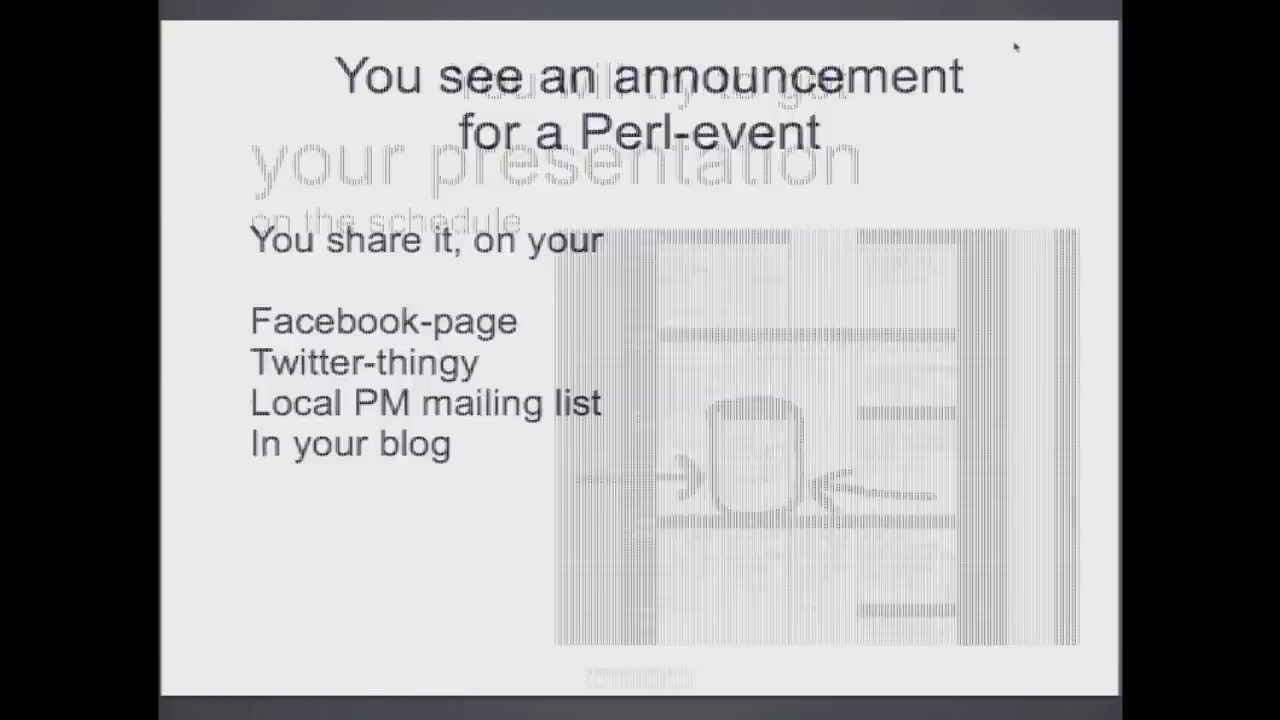 You see an announcement
for a Perl-event
your presentation
on the schedule
You share it, on your
Facebook-page
Twitter-thingy
Local PM mailing list
In your blog